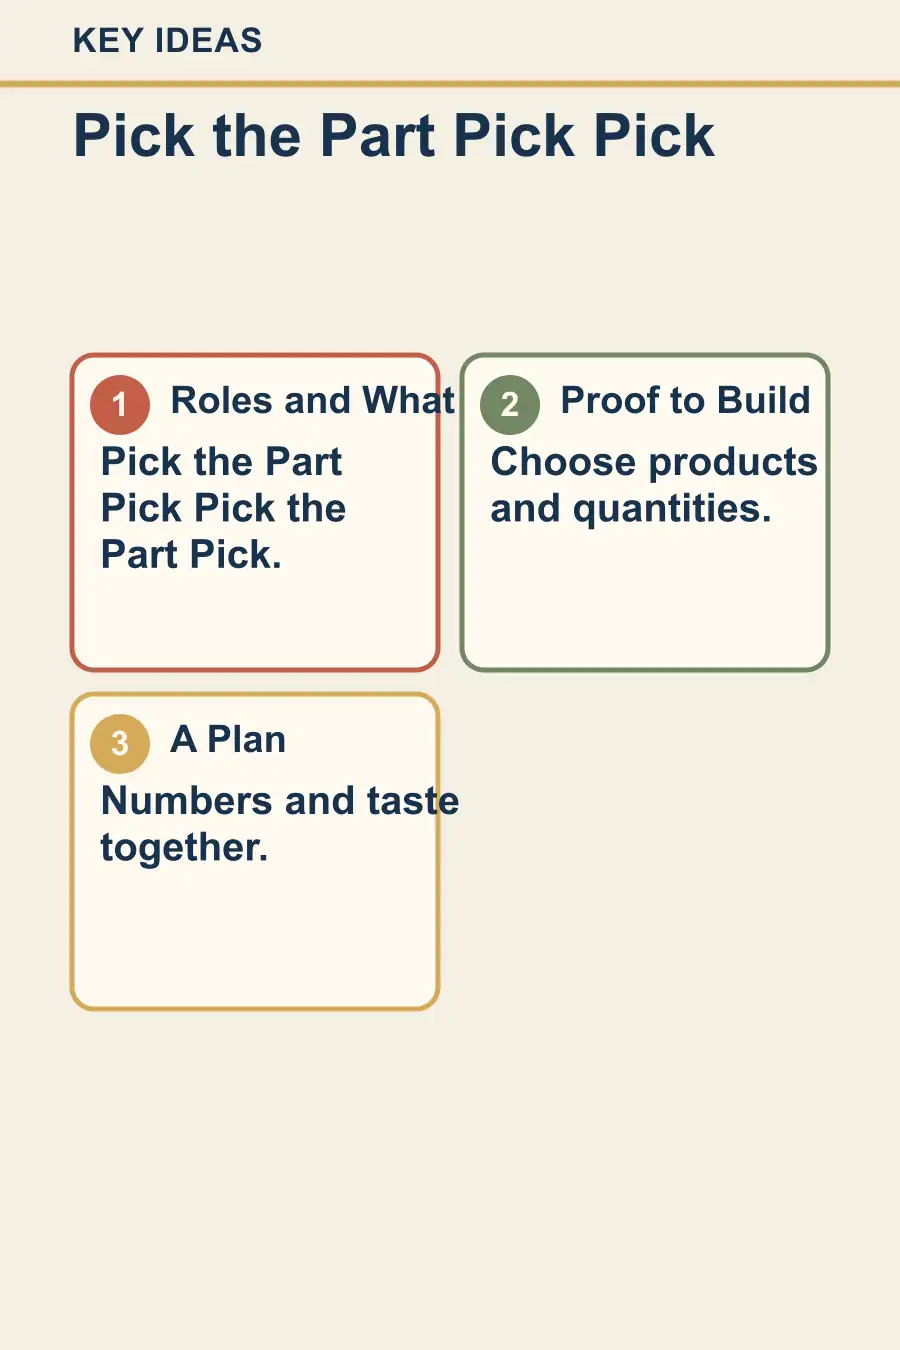 KEY IDEAS
Pick the Part Pick Pick
1 Roles and What
Pick the Part
Pick Pick the
Part Pick.
2 Proof to Build
Choose products
and quantities.
3 A Plan
Numbers and taste
together.